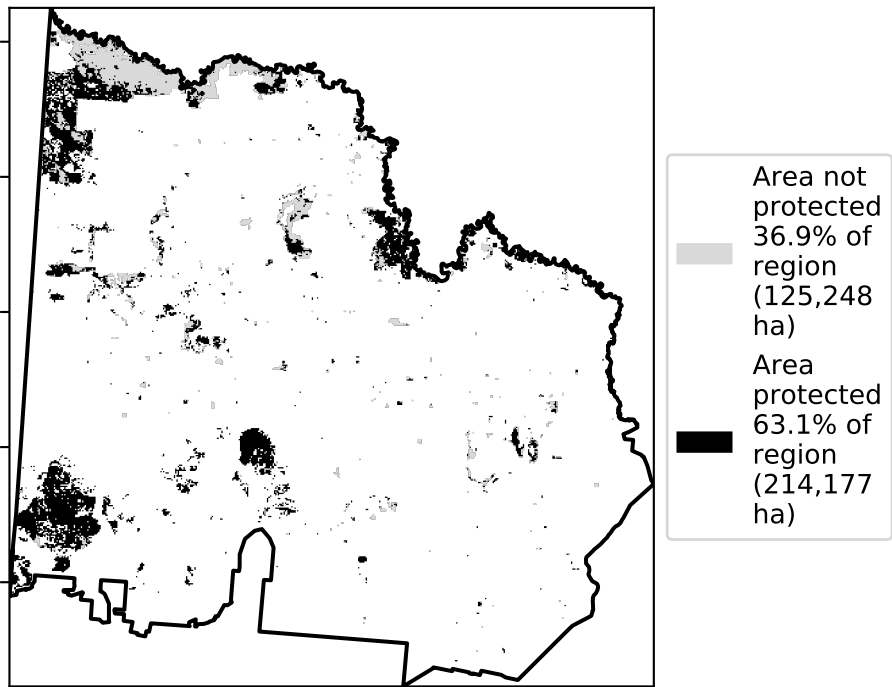 Area not
protected
36.9% of
region
(125,248
ha)
Area
protected
63.1% of
region
(214,177
ha)